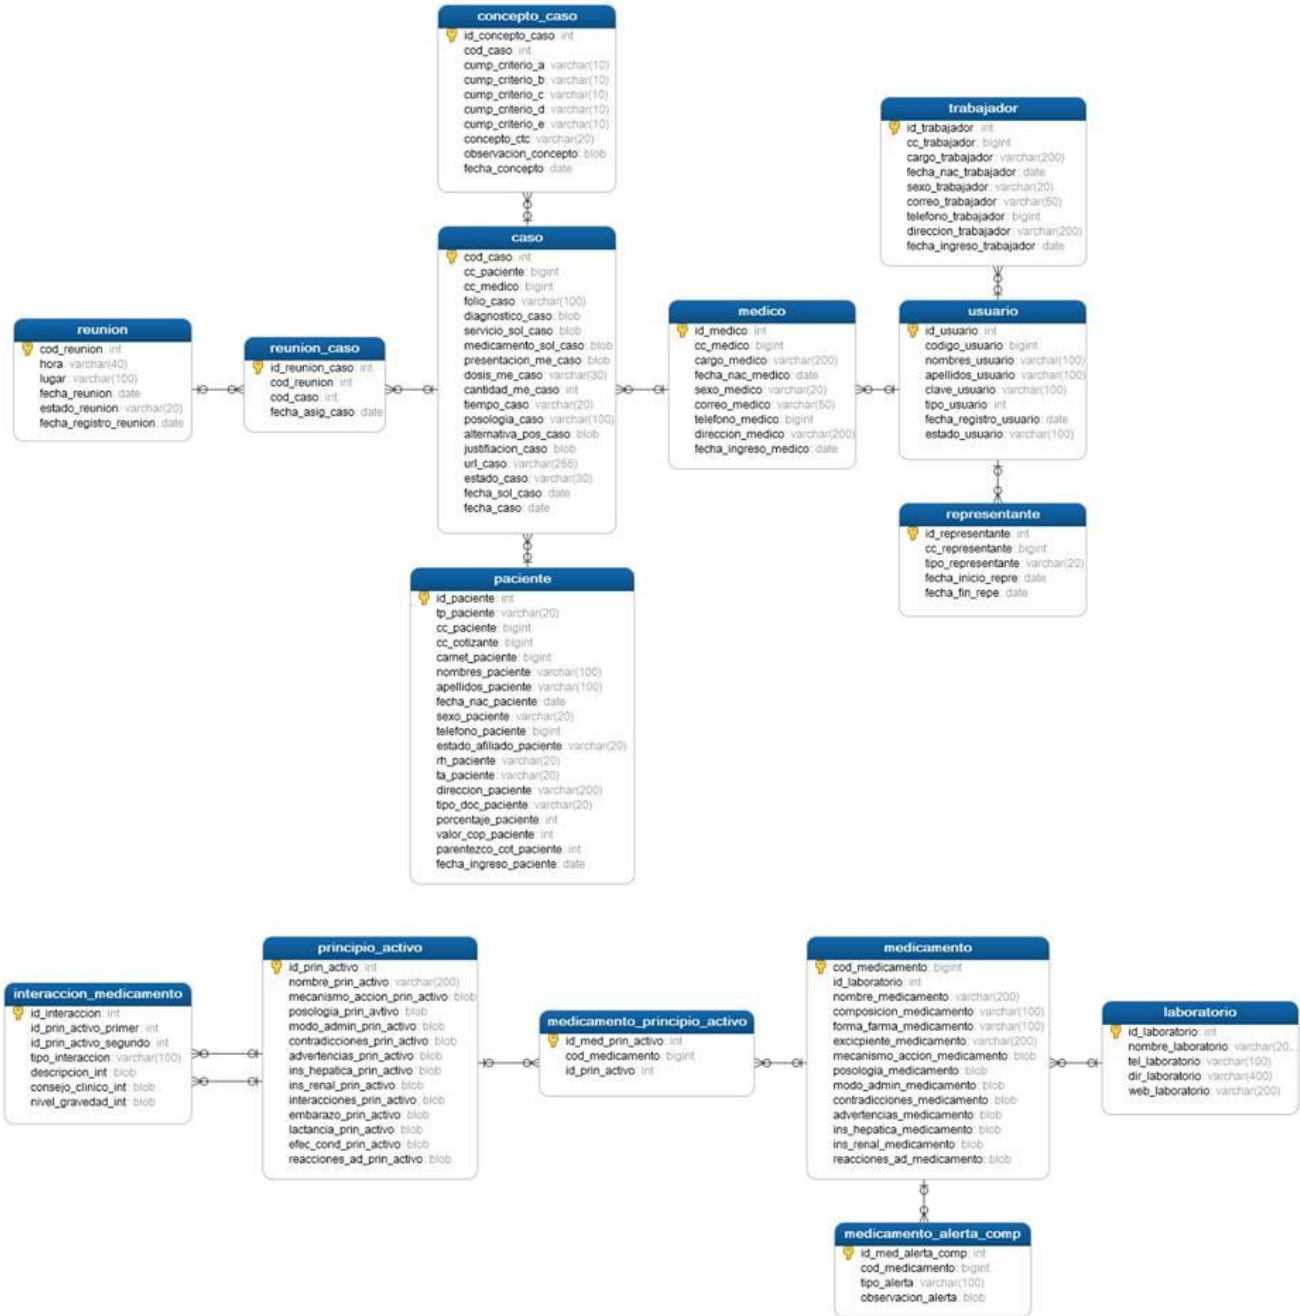 concepto_caso
id_concepto_caso: int
cod_caso: int
cump_criterio_a: varchar(10)
cump_criterio_b: varchar(10)
cump_criterio_c: varchar(10)
cump_criterio_d: varchar(10)
cump_criterio_e: varchar(10)
concepto_ctc: varchar(20)
observacion_concepto: blob
fecha_concepto: date
trabajador
id_trabajador: int
cc_trabajador: bigint
cargo_trabajador: varchar(200)
fecha_nac_trabajador: date
sexo_trabajador: varchar(20)
correo_trabajador: varchar(50)
telefono_trabajador: bigint
direccion_trabajador: varchar(200)
fecha_ingreso_trabajador: date
caso
cod_caso: int
cc_paciente: bigint
cc_medico: bigint
folio_caso: varchar(100)
diagnostico_caso: blob
servicio_sol_caso: blob
medicamento_sol_caso: blob
presentacion_me_caso: blob
dosis_me_caso: varchar(30)
cantidad_me_caso: int
tiempo_caso: varchar(20)
posologia_caso: varchar(100)
alternativa_pos_caso: blob
justifiacion_caso: blob
url_caso: varchar(255)
estado_caso: varchar(30)
fecha_sol_caso: date
fecha_caso: date
medico
id_medico: int
cc_medico: bigint
cargo_medico: varchar(200)
fecha_nac_medico: date
sexo_medico: varchar(20)
correo_medico: varchar(50)
telefono_medico: bigint
direccion_medico: varchar(200)
fecha_ingreso_medico: date
usuario
id_usuario: int
codigo_usuario: bigint
nombres_usuario: varchar(100)
apellidos_usuario: varchar(100)
clave_usuario: varchar(100)
tipo_usuario: int
fecha_registro_usuario: date
estado_usuario: varchar(100)
reunion
cod_reunion: int
hora: varchar(40)
lugar: varchar(100)
fecha_reunion: date
estado_reunion: varchar(20)
fecha_registro_reunion: date
reunion_caso
id_reunion_caso: int
cod_reunion: int
cod_caso: int
fecha_asig_caso: date
representante
id_representante: int
cc_representante: bigint
tipo_representante: varchar(20)
fecha_inicio_repre: date
fecha_fin_repe: date
paciente
id_paciente: int
tp_paciente: varchar(20)
cc_paciente: bigint
cc_cotizante: bigint
carnet_paciente: bigint
nombres_paciente: varchar(100)
apellidos_paciente: varchar(100)
fecha_nac_paciente: date
sexo_paciente: varchar(20)
telefono_paciente: bigint
estado_afiliado_paciente: varchar(20)
rh_paciente: varchar(20)
ta_paciente: varchar(20)
direccion_paciente: varchar(200)
tipo_doc_paciente: varchar(20)
porcentaje_paciente: int
valor_cop_paciente: int
parentezco_cot_paciente: int
fecha_ingreso_paciente: date
interaccion_medicamento
id_interaccion: int
id_prin_activo_primer: int
id_prin_activo_segundo: int
tipo_interaccion: varchar(100)
descripcion_int: blob
consejo_clinico_int: blob
nivel_gravedad_int: blob
principio_activo
id_prin_activo: int
nombre_prin_activo: varchar(200)
mecanismo_accion_prin_activo: blob
posologia_prin_avtivo: blob
modo_admin_prin_activo: blob
contradicciones_prin_activo: blob
advertencias_prin_activo: blob
ins_hepatica_prin_activo: blob
ins_renal_prin_activo: blob
interacciones_prin_activo: blob
embarazo_prin_activo: blob
lactancia_prin_activo: blob
efec_cond_prin_activo: blob
reacciones_ad_prin_activo: blob
medicamento_principio_activo
id_med_prin_activo: int
cod_medicamento: bigint
id_prin_activo: int
medicamento
cod_medicamento: bigint
id_laboratorio: int
nombre_medicamento: varchar(200)
composicion_medicamento: varchar(100)
forma_farma_medicamento: varchar(100)
excicpiente_medicamento: varchar(200)
mecanismo_accion_medicamento: blob
posologia_medicamento: blob
modo_admin_medicamento: blob
contradicciones_medicamento: blob
advertencias_medicamento: blob
ins_hepatica_medicamento: blob
ins_renal_medicamento: blob
reacciones_ad_medicamento: blob
laboratorio
id_laboratorio: int
nombre_laboratorio: varchar(20...
tel_laboratorio: varchar(100)
dir_laboratorio: varchar(400)
web_laboratorio: varchar(200)
medicamento_alerta_comp
id_med_alerta_comp: int
cod_medicamento: bigint
tipo_alerta: varchar(100)
observacion_alerta: blob